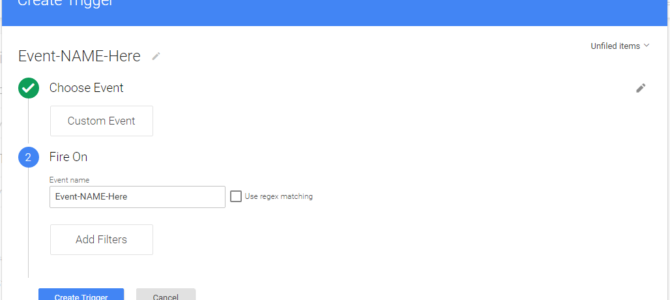 Create Trigger
Event-NAME-Here
Unfiled items
Choose Event
Custom Event
2
Fire On
Event name
Event-NAME-Here
Use regex matching
Add Filters
Create Trigger
Cancel